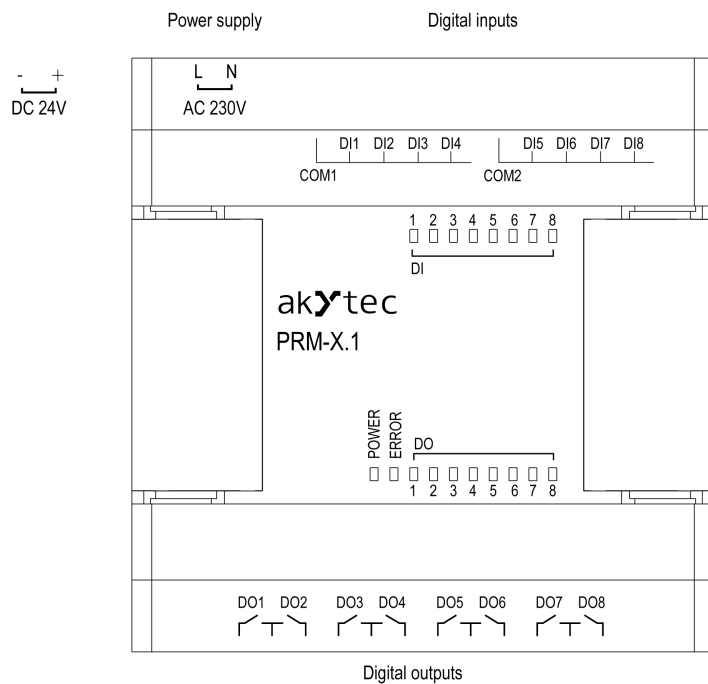 Power supply
Digital inputs
- +
DC 24V
L N
AC 230V
DI1 DI2 DI3 DI4
COM1
DI5 DI6 DI7 DI8
COM2
1 2 3 4 5 6 7 8
DI
akytec
PRM-X.1
POWER
ERROR
DO
1 2 3 4 5 6 7 8
DO1 DO2 DO3 DO4 DO5 DO6 DO7 DO8
Digital outputs